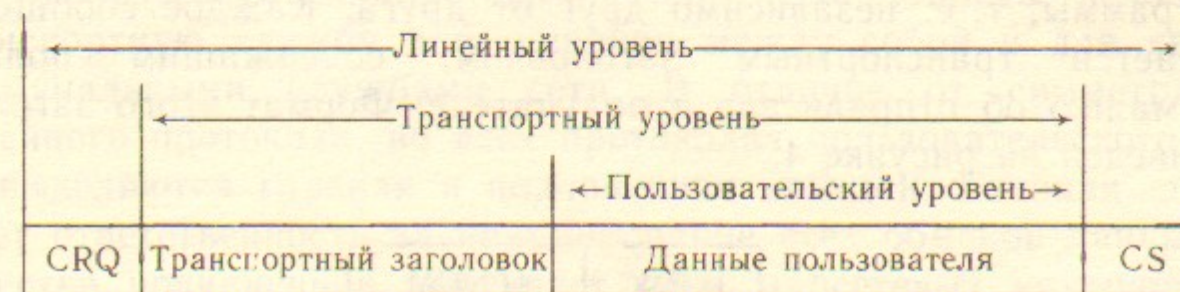 Линейный уровень
Транспортный уровень
Пользовательский уровень
CRQ Транспортный заголовок Данные пользователя CS